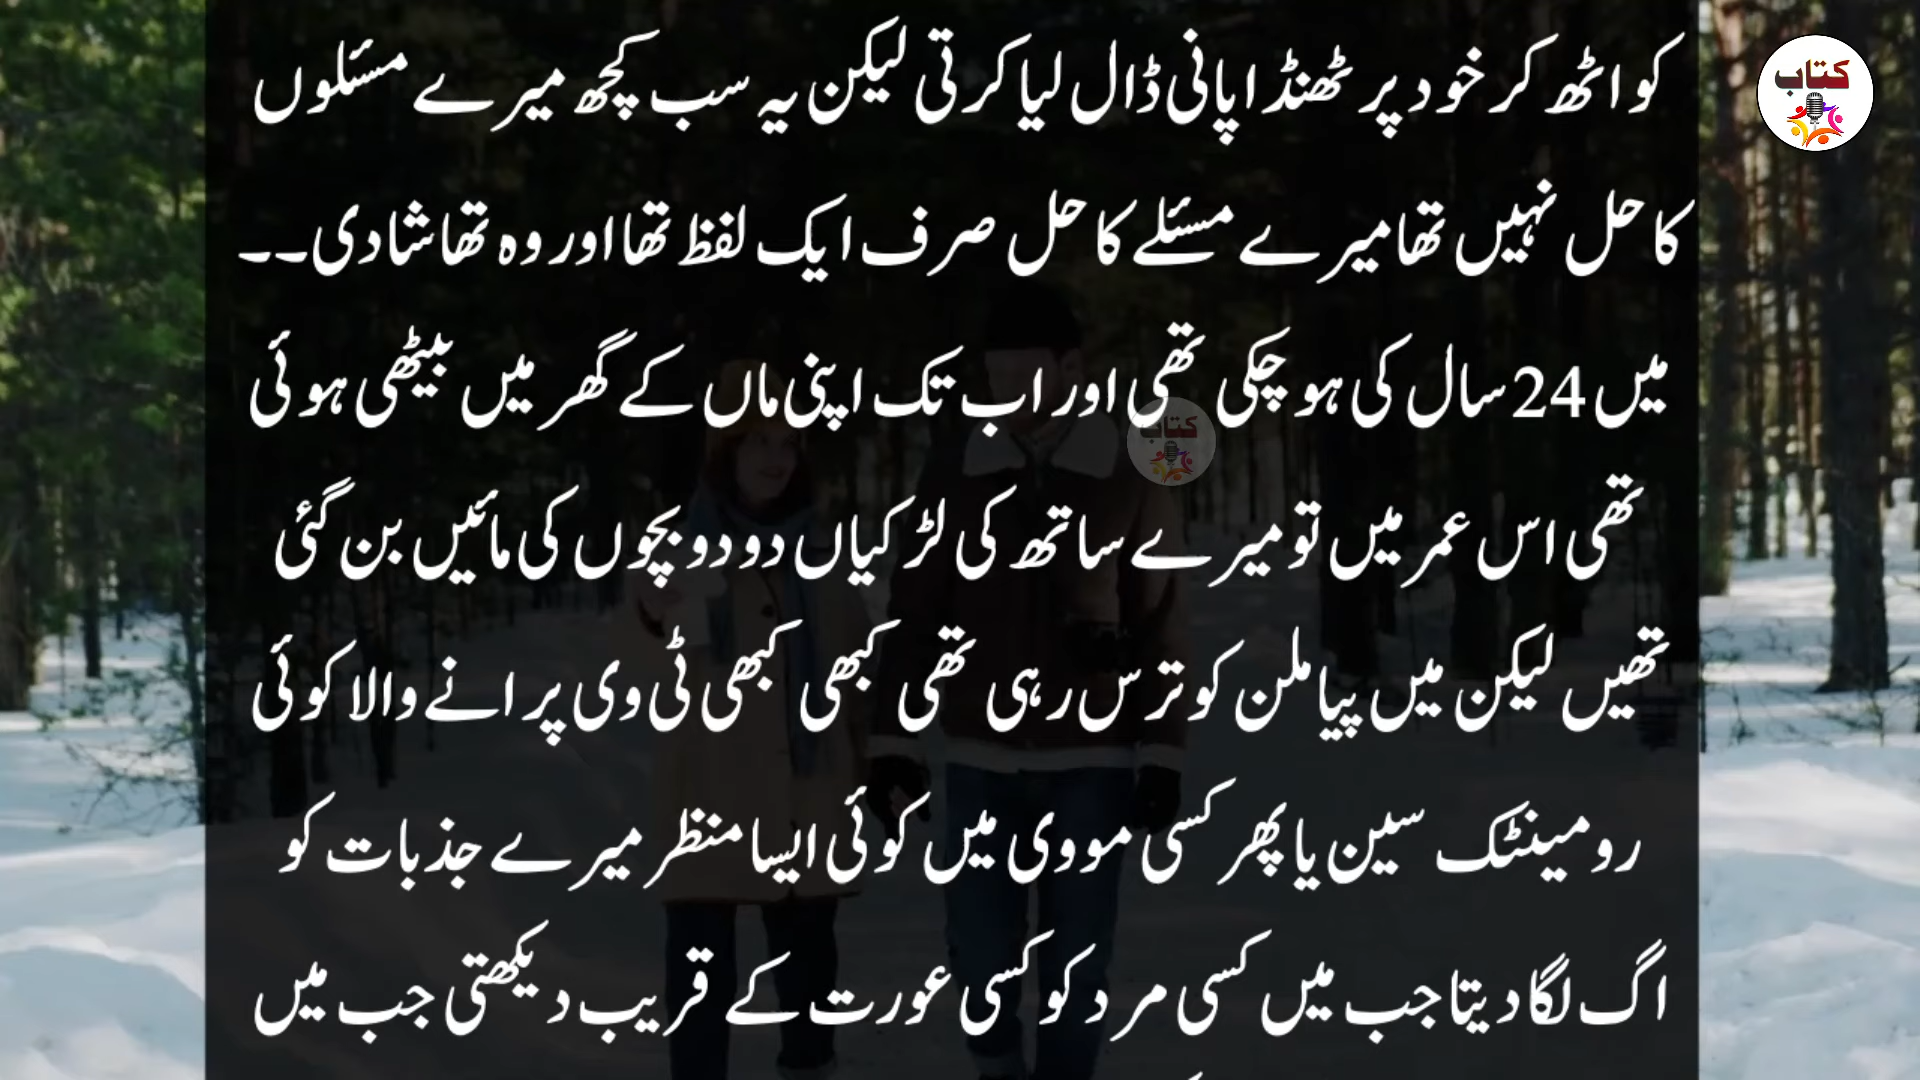 کتاب
کو اٹھ کر خود پر ٹھنڈا پانی ڈال لیا کرتی لیکن یہ سب کچھ میرے مسئلوں
کا حل نہیں تھا میرے مسئلے کا حل صرف ایک لفظ تھا اور وہ تھا شادی۔۔
میں 24 سال کی ہو چکی تھی اور اب تک اپنی ماں کے گھر میں بیٹھی ہوئی
کتاب
تھی اس عمر میں تو میرے ساتھ کی لڑکیاں دو دو بچوں کی مائیں بن گئی
تھیں لیکن میں پیا ملن کو ترس رہی تھی کبھی کبھی ٹی وی پر انے والا کوئی
رومینٹک سین یا پھر کسی مووی میں کوئی ایسا منظر میرے جذبات کو
اگ لگا دیتا جب میں کسی مرد کو کسی عورت کے قریب دیکھتی جب میں